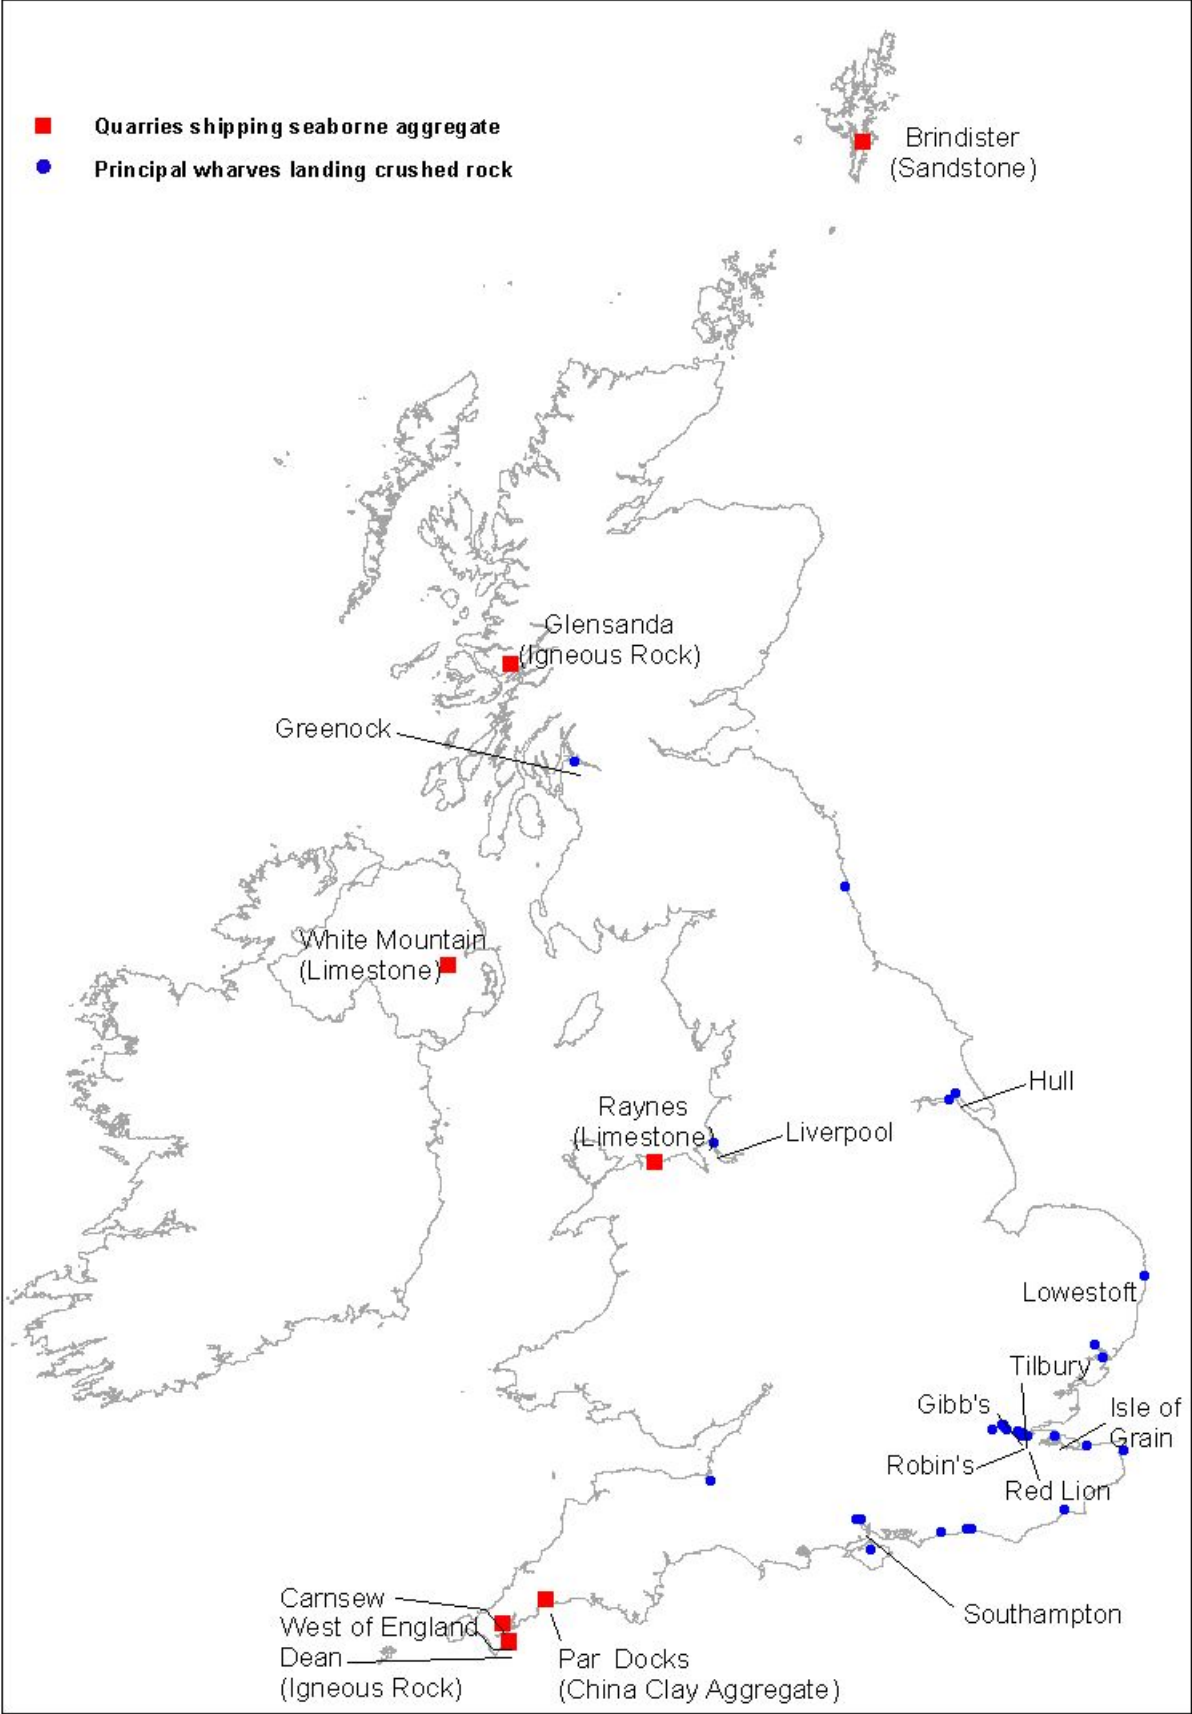 Quarries shipping seaborne aggregate
Principal wharves landing crushed rock
Brindister
(Sandstone)
Glensanda
(Igneous Rock)
Greenock
White Mountain
(Limestone)
Hull
Raynes
(Limestone)
Liverpool
Lowestoft
Tilbury
Gibb's
Isle of
Grain
Robin's
Red Lion
Southampton
Carnsew
West of England
Dean
(Igneous Rock)
Par Docks
(China Clay Aggregate)